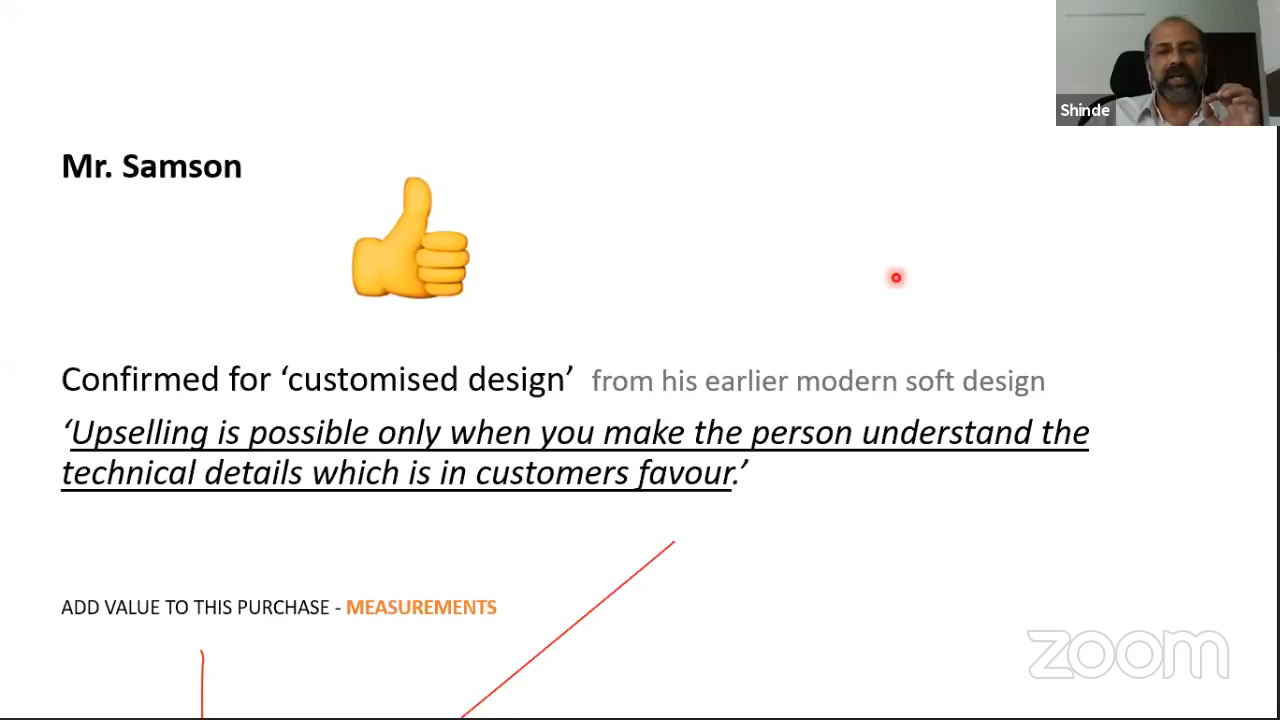 Shinde
Mr. Samson
Confirmed for ‘customised design’ from his earlier modern soft design
‘Upselling is possible only when you make the person understand the
technical details which is in customers favour.’
ADD VALUE TO THIS PURCHASE - MEASUREMENTS
zoom